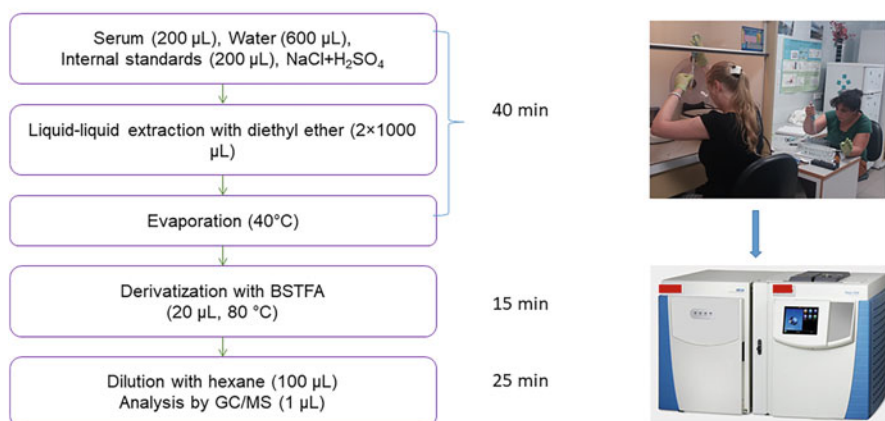 Serum (200 µL), Water (600 µL),
Internal standards (200 µL), NaCl+H₂SO₄
40 min
Liquid-liquid extraction with diethyl ether (2×1000
µL)
Evaporation (40°C)
Derivatization with BSTFA
(20 µL, 80 °C)
15 min
Dilution with hexane (100 µL)
Analysis by GC/MS (1 µL)
25 min